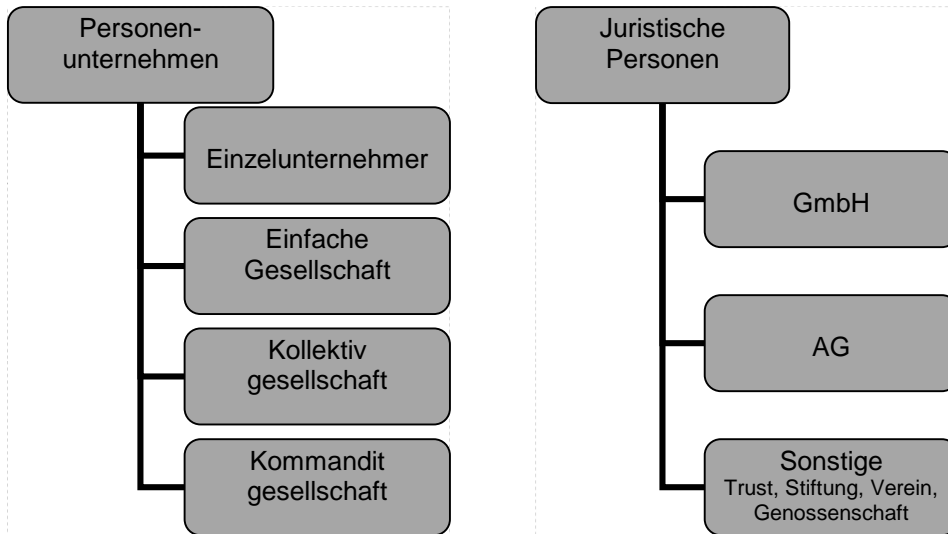 Personen-
unternehmen
Einzelunternehmer
Einfache
Gesellschaft
Kollektiv
gesellschaft
Kommandit
gesellschaft
Juristische
Personen
GmbH
AG
Sonstige
Trust, Stiftung, Verein,
Genossenschaft